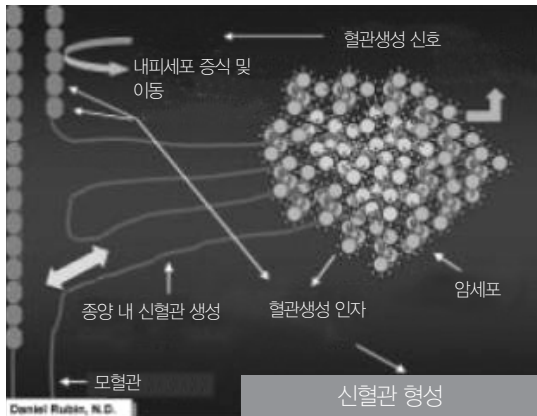 혈관생성 신호
내피세포 증식 및
이동
암세포
종양 내 신혈관 생성
혈관생성 인자
모혈관
신혈관 형성
Daniel Rubin, N.D.